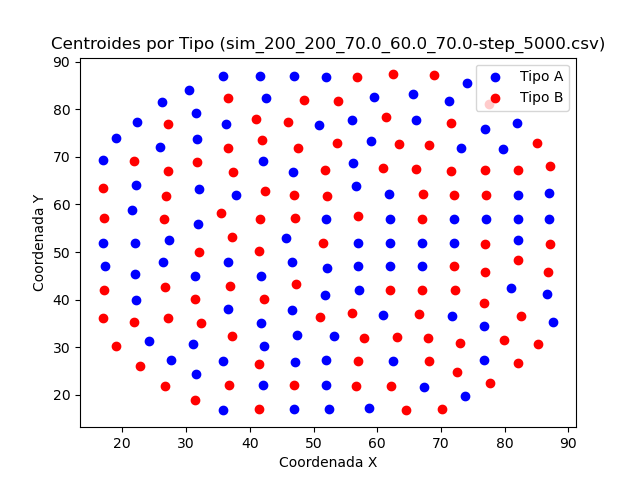 Centroides por Tipo (sim_200_200_70.0_60.0_70.0-step_5000.csv)
Tipo A
Tipo B
90
80
70
60
50
40
30
20
Coordenada Y
20 30 40 50 60 70 80 90
Coordenada X